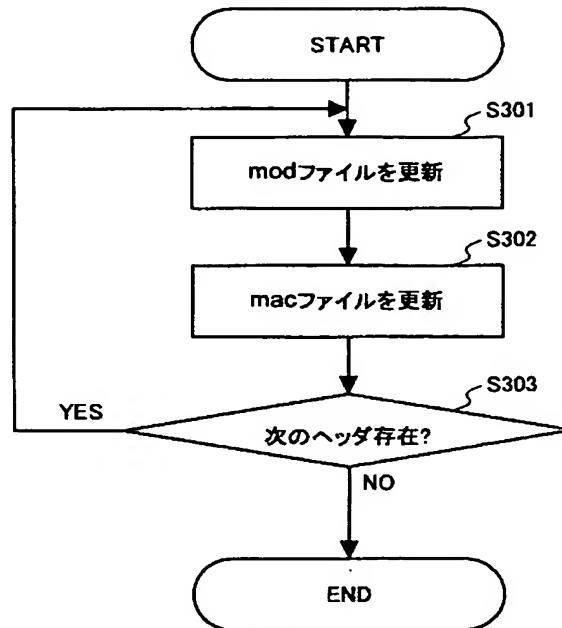 START
S301
modファイルを更新
S302
macファイルを更新
S303
YES
次のヘッダ存在?
NO
END